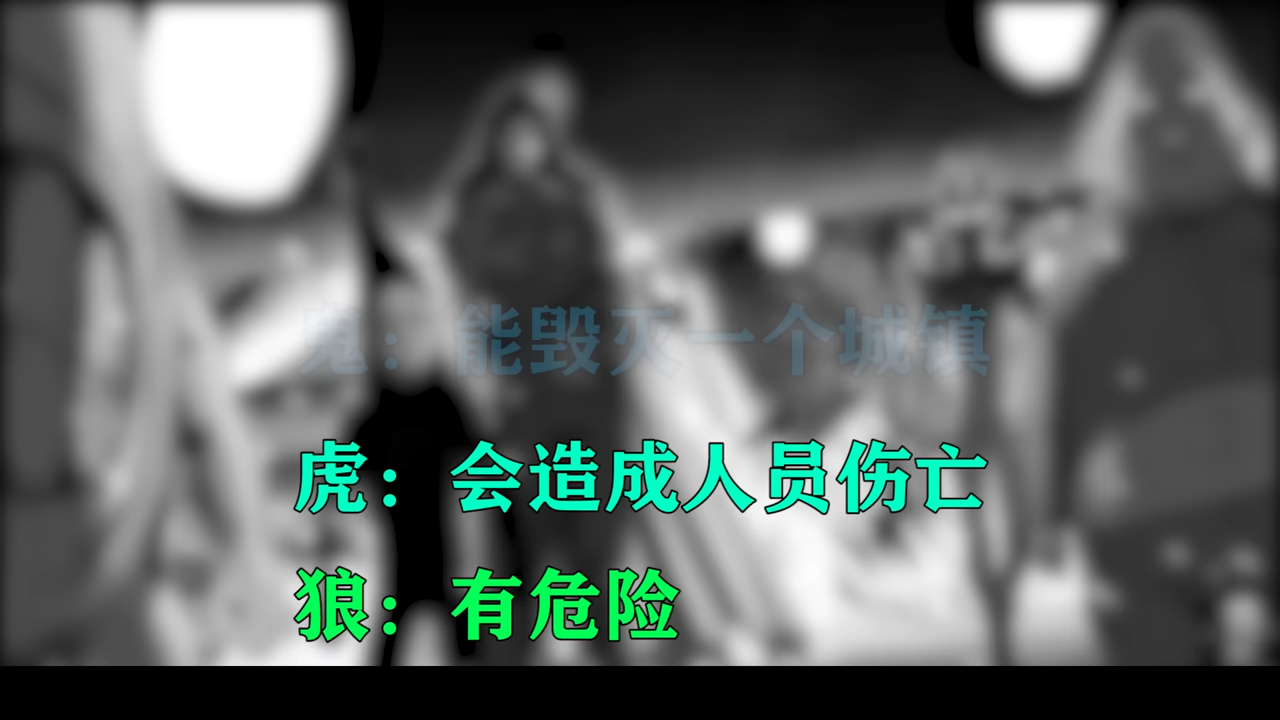 鬼：能毁灭一个城镇
虎：会造成人员伤亡
狼：有危险